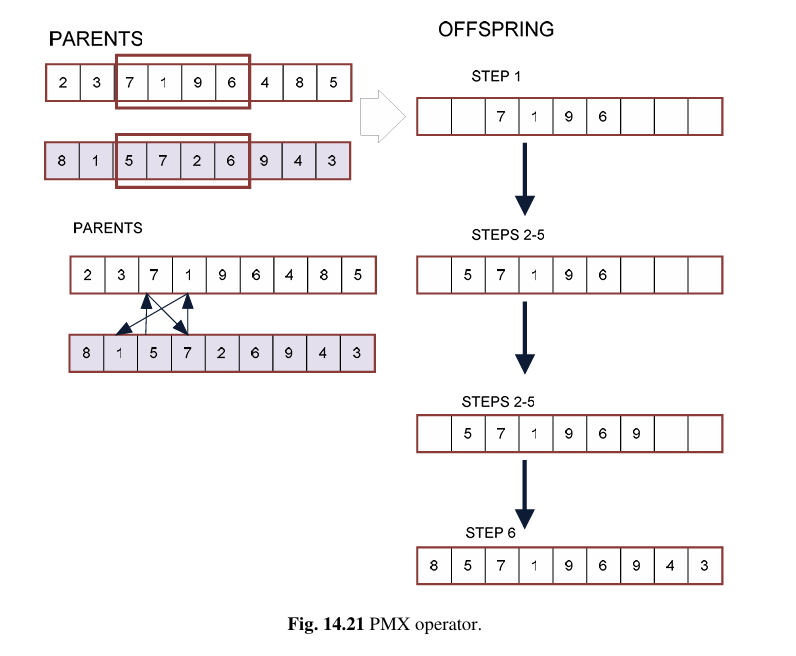 PARENTS
2 3 7 1 9 6 4 8 5
8 1 5 7 2 6 9 4 3
PARENTS
2 3 7 1 9 6 4 8 5
8 1 5 7 2 6 9 4 3
OFFSPRING
STEP 1
7 1 9 6
STEPS 2-5
5 7 1 9 6
STEPS 2-5
5 7 1 9 6 9
STEP 6
8 5 7 1 9 6 9 4 3
Fig. 14.21 PMX operator.